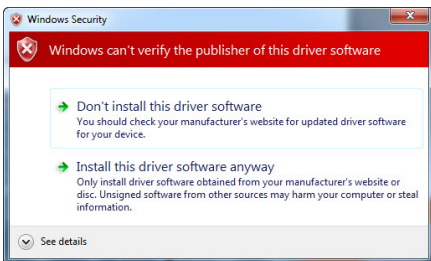 Windows Security
Windows can't verify the publisher of this driver software
Don't install this driver software
You should check your manufacturer's website for updated driver software
for your device.
Install this driver software anyway
Only install driver software obtained from your manufacturer's website or
disc. Unsigned software from other sources may harm your computer or steal
information.
See details